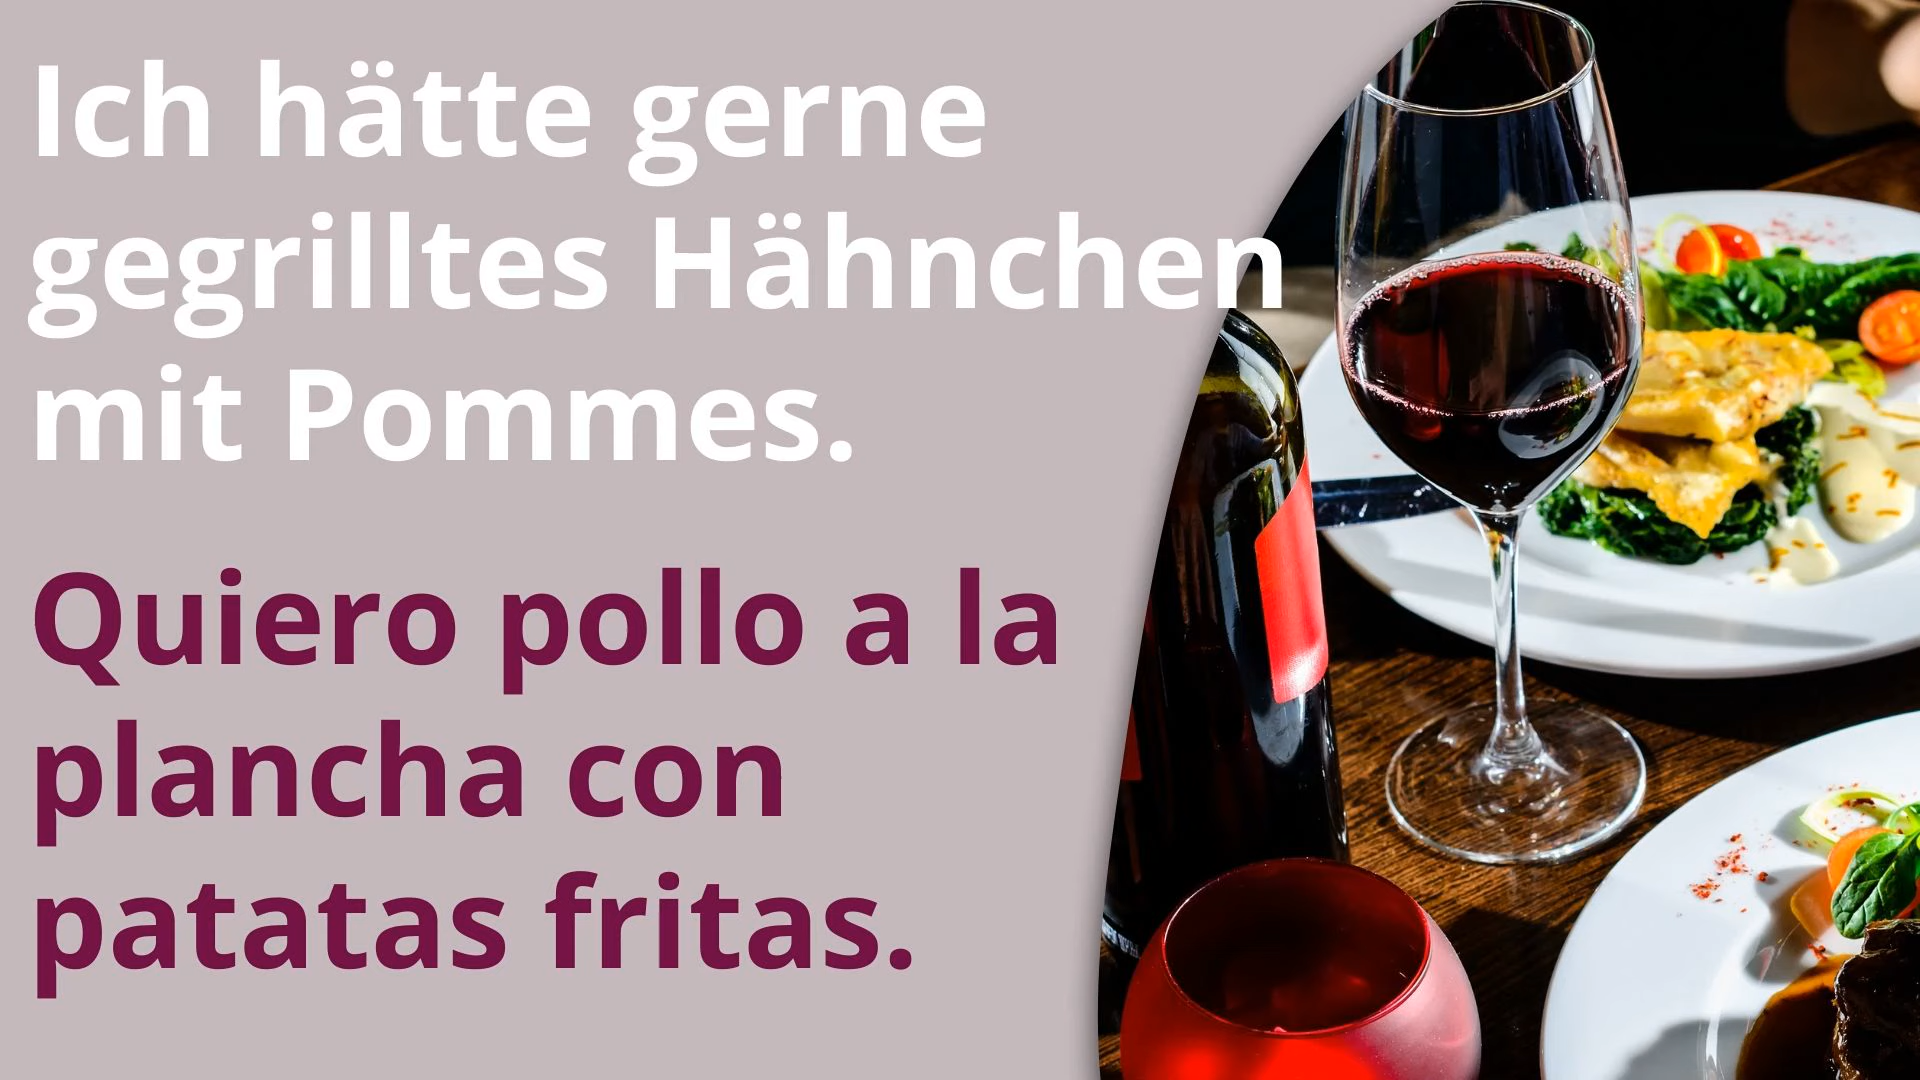 Ich hätte gerne
gegrilltes Hähnchen
mit Pommes.
Quiero pollo a la
plancha con
patatas fritas.